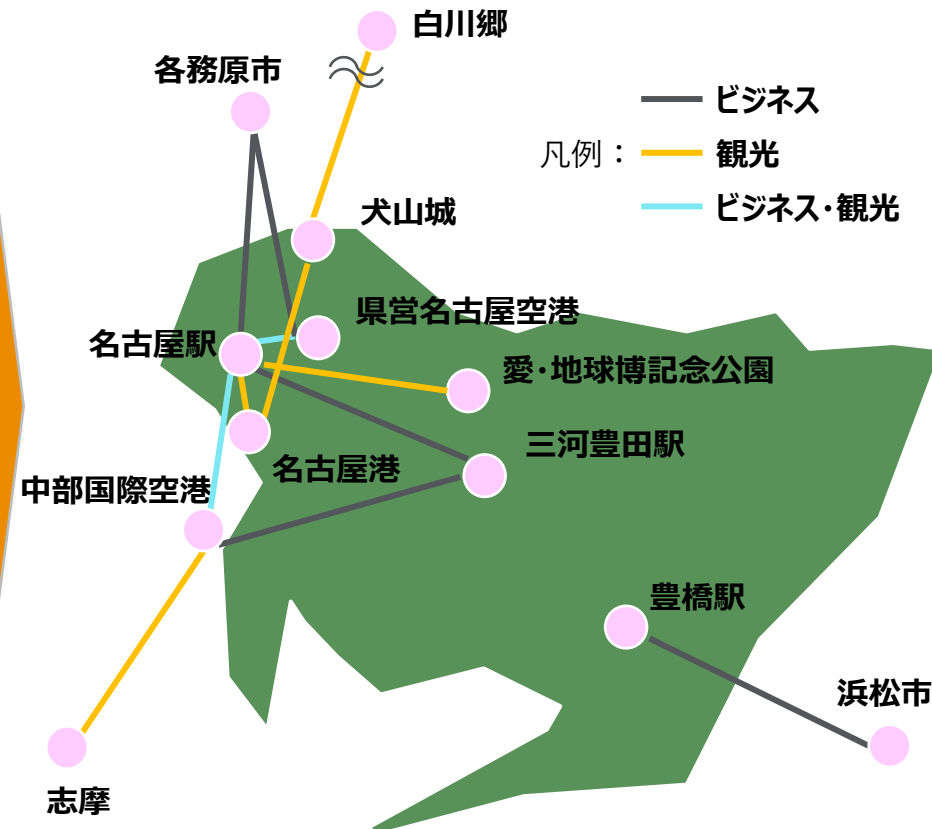 白川郷
各務原市
ビジネス
凡例：
観光
ビジネス・観光
犬山城
県営名古屋空港
名古屋駅
愛・地球博記念公園
三河豊田駅
名古屋港
中部国際空港
豊橋駅
浜松市
志摩